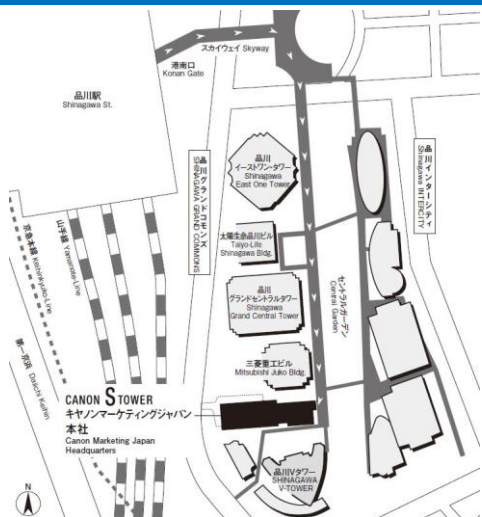 スカイウェイ Skyway
港南口
Konan Gate
品川駅
Shinagawa St.
品川グランドコモンズ
SHINAGAWA GRAND COMMONS
品川
イーストワンタワー
Shinagawa
East One Tower
品川インターシティ
Shinagawa INTERCITY
太陽生命品川ビル
Taiyo-Life
Shinagawa Bldg.
京急本線 Keihinkyuko-Line
山手線 Yamanote-Line
品川
グランドセントラルタワー
Shinagawa
Grand Central Tower
セントラルガーデン
Central Garden
三菱重工ビル
Mitsubishi Juko Bldg.
第一京浜 Daiichi Keihin
CANON S TOWER
キヤノンマーケティングジャパン
本社
Canon Marketing Japan
Headquarters
品川Vタワー
SHINAGAWA
V-TOWER
N